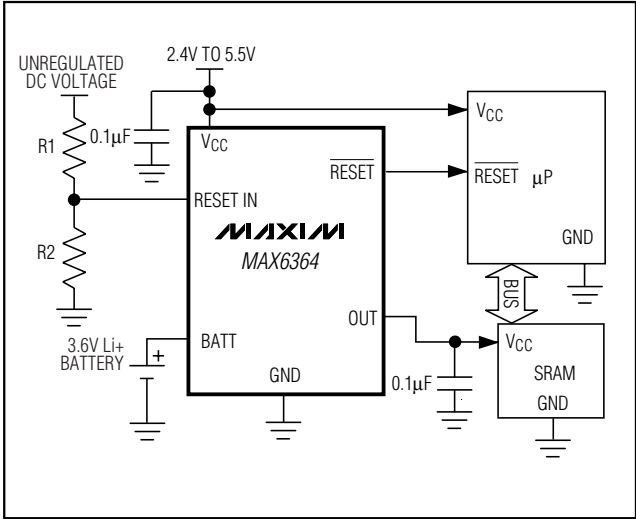 UNREGULATED
DC VOLTAGE
2.4V TO 5.5V
R1
0.1µF
VCC
VCC
RESET
RESET µP
RESET IN
MAXIM
MAX6364
R2
GND
BUS
OUT
3.6V Li+
BATTERY
+
BATT
VCC
SRAM
GND
0.1µF
GND